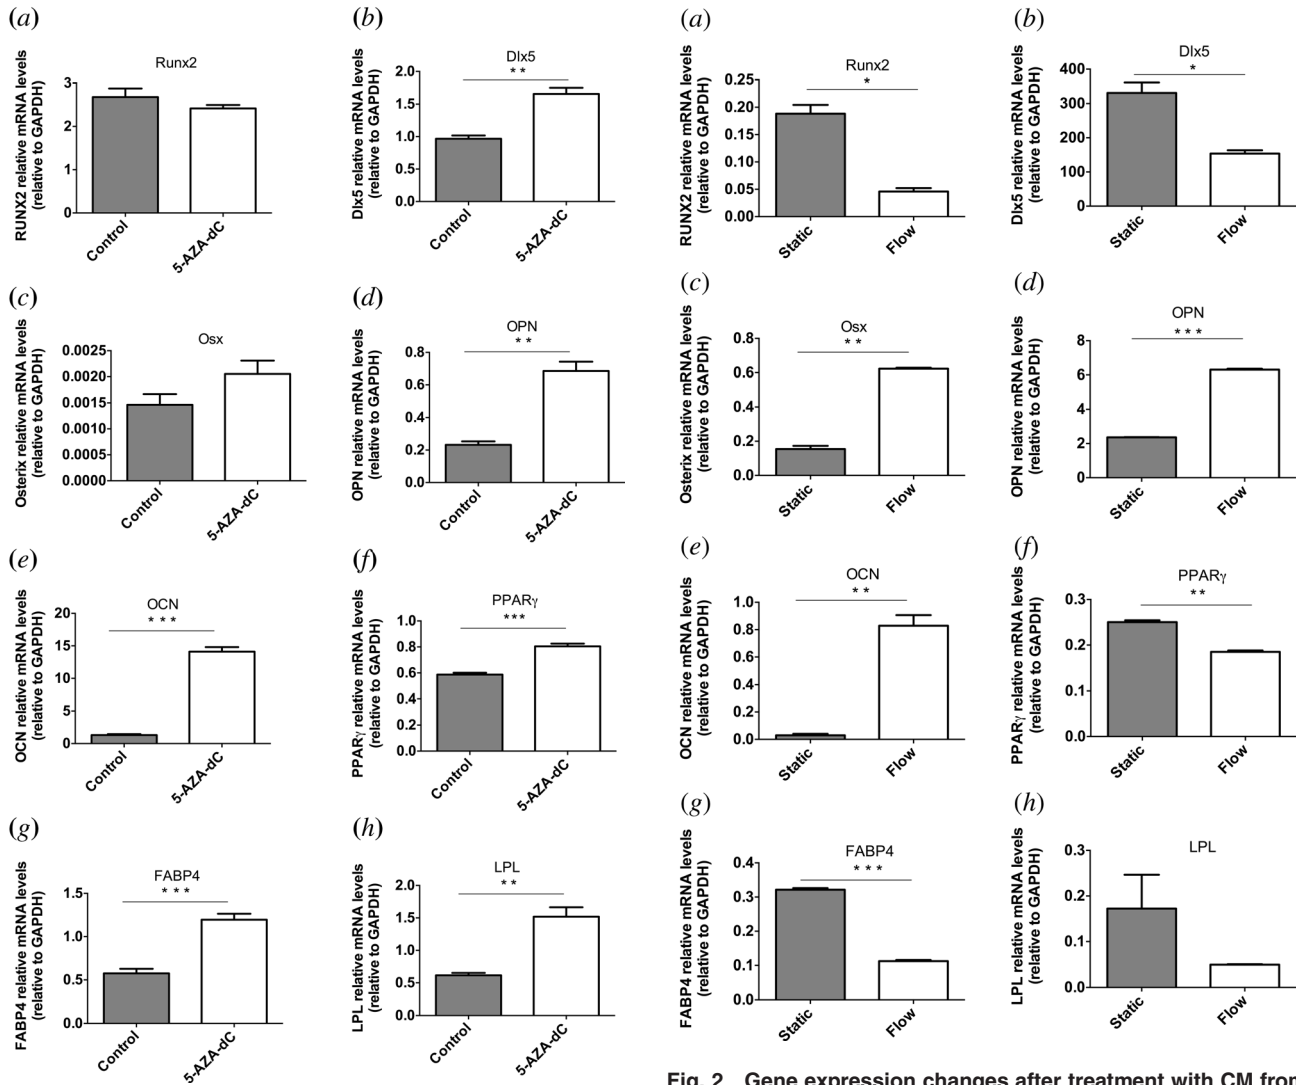 (a)
Runx2
RUNX2 relative mRNA levels
(relative to GAPDH)
3
2
1
0
Control
5-AZA-dC
(b)
Dlx5
**
Dlx5 relative mRNA levels
(relative to GAPDH)
2.0
1.5
1.0
0.5
0.0
Control
5-AZA-dC
(c)
Osx
Osterix relative mRNA levels
(relative to GAPDH)
0.0025
0.0020
0.0015
0.0010
0.0005
0.0000
Control
5-AZA-dC
(d)
OPN
**
OPN relative mRNA levels
(relative to GAPDH)
0.8
0.6
0.4
0.2
0.0
Control
5-AZA-dC
(e)
OCN
***
OCN relative mRNA levels
(relative to GAPDH)
20
15
10
5
0
Control
5-AZA-dC
(f)
PPARγ
***
PPARγ relative mRNA levels
(relative to GAPDH)
1.0
0.8
0.6
0.4
0.2
0.0
Control
5-AZA-dC
(g)
FABP4
***
FABP4 relative mRNA levels
(relative to GAPDH)
1.5
1.0
0.5
0.0
Control
5-AZA-dC
(h)
LPL
**
LPL relative mRNA levels
(relative to GAPDH)
2.0
1.5
1.0
0.5
0.0
Control
5-AZA-dC
(a)
Runx2
*
RUNX2 relative mRNA levels
(relative to GAPDH)
0.25
0.20
0.15
0.10
0.05
0.00
Static
Flow
(b)
Dlx5
*
Dlx5 relative mRNA levels
(relative to GAPDH)
400
300
200
100
0
Static
Flow
(c)
Osx
**
Osterix relative mRNA levels
(relative to GAPDH)
0.8
0.6
0.4
0.2
0.0
Static
Flow
(d)
OPN
***
OPN relative mRNA levels
(relative to GAPDH)
8
6
4
2
0
Static
Flow
(e)
OCN
**
OCN relative mRNA levels
(relative to GAPDH)
1.0
0.8
0.6
0.4
0.2
0.0
Static
Flow
(f)
PPARγ
**
PPARγ relative mRNA levels
(relative to GAPDH)
0.3
0.2
0.1
0.0
Static
Flow
(g)
FABP4
***
FABP4 relative mRNA levels
(relative to GAPDH)
0.4
0.3
0.2
0.1
0.0
Static
Flow
(h)
LPL
LPL relative mRNA levels
(relative to GAPDH)
0.3
0.2
0.1
0.0
Static
Flow
Fig. 2 Gene expression changes after treatment with CM from